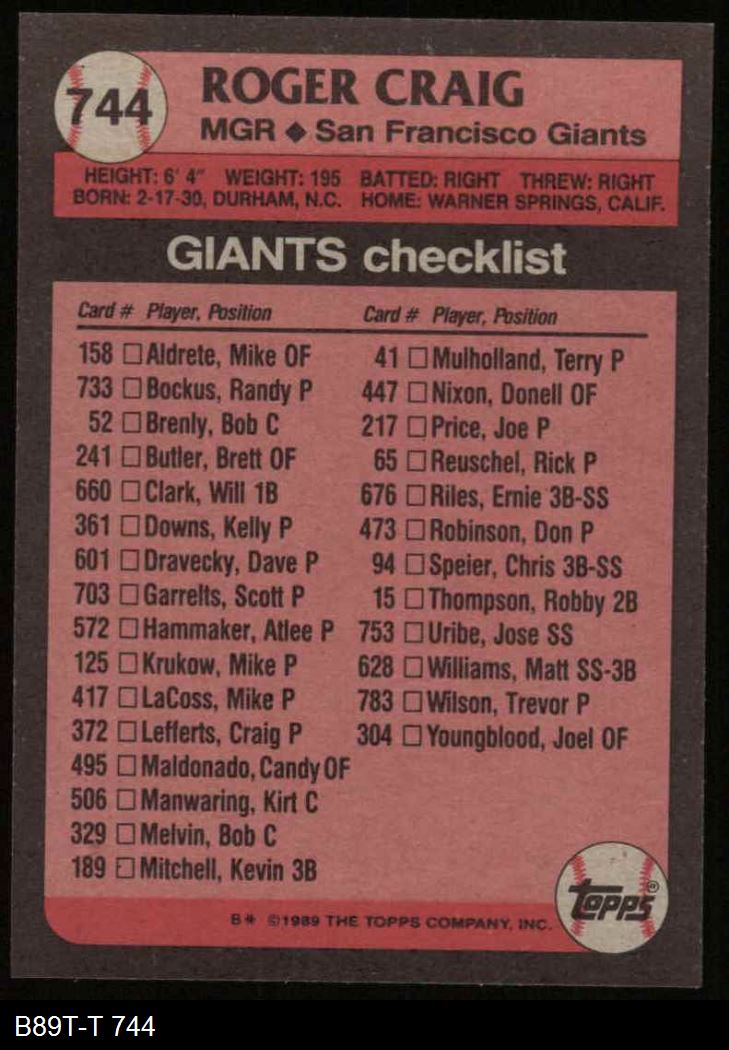 744
ROGER CRAIG
MGR ◆ San Francisco Giants
HEIGHT: 6' 4" WEIGHT: 195 BATTED: RIGHT THREW: RIGHT
BORN: 2-17-30, DURHAM, N.C. HOME: WARNER SPRINGS, CALIF.
GIANTS checklist
Card # Player, Position
158 □ Aldrete, Mike OF
733 □ Bockus, Randy P
52 □ Brenly, Bob C
241 □ Butler, Brett OF
660 □ Clark, Will 1B
361 □ Downs, Kelly P
601 □ Dravecky, Dave P
703 □ Garrelts, Scott P
572 □ Hammaker, Atlee P
125 □ Krukow, Mike P
417 □ LaCoss, Mike P
372 □ Lefferts, Craig P
495 □ Maldonado, Candy OF
506 □ Manwaring, Kirt C
329 □ Melvin, Bob C
189 □ Mitchell, Kevin 3B
Card # Player, Position
41 □ Mulholland, Terry P
447 □ Nixon, Donell OF
217 □ Price, Joe P
65 □ Reuschel, Rick P
676 □ Riles, Ernie 3B-SS
473 □ Robinson, Don P
94 □ Speier, Chris 3B-SS
15 □ Thompson, Robby 2B
753 □ Uribe, Jose SS
628 □ Williams, Matt SS-3B
783 □ Wilson, Trevor P
304 □ Youngblood, Joel OF
B* ©1989 THE TOPPS COMPANY, INC.
topps®
B89T-T 744